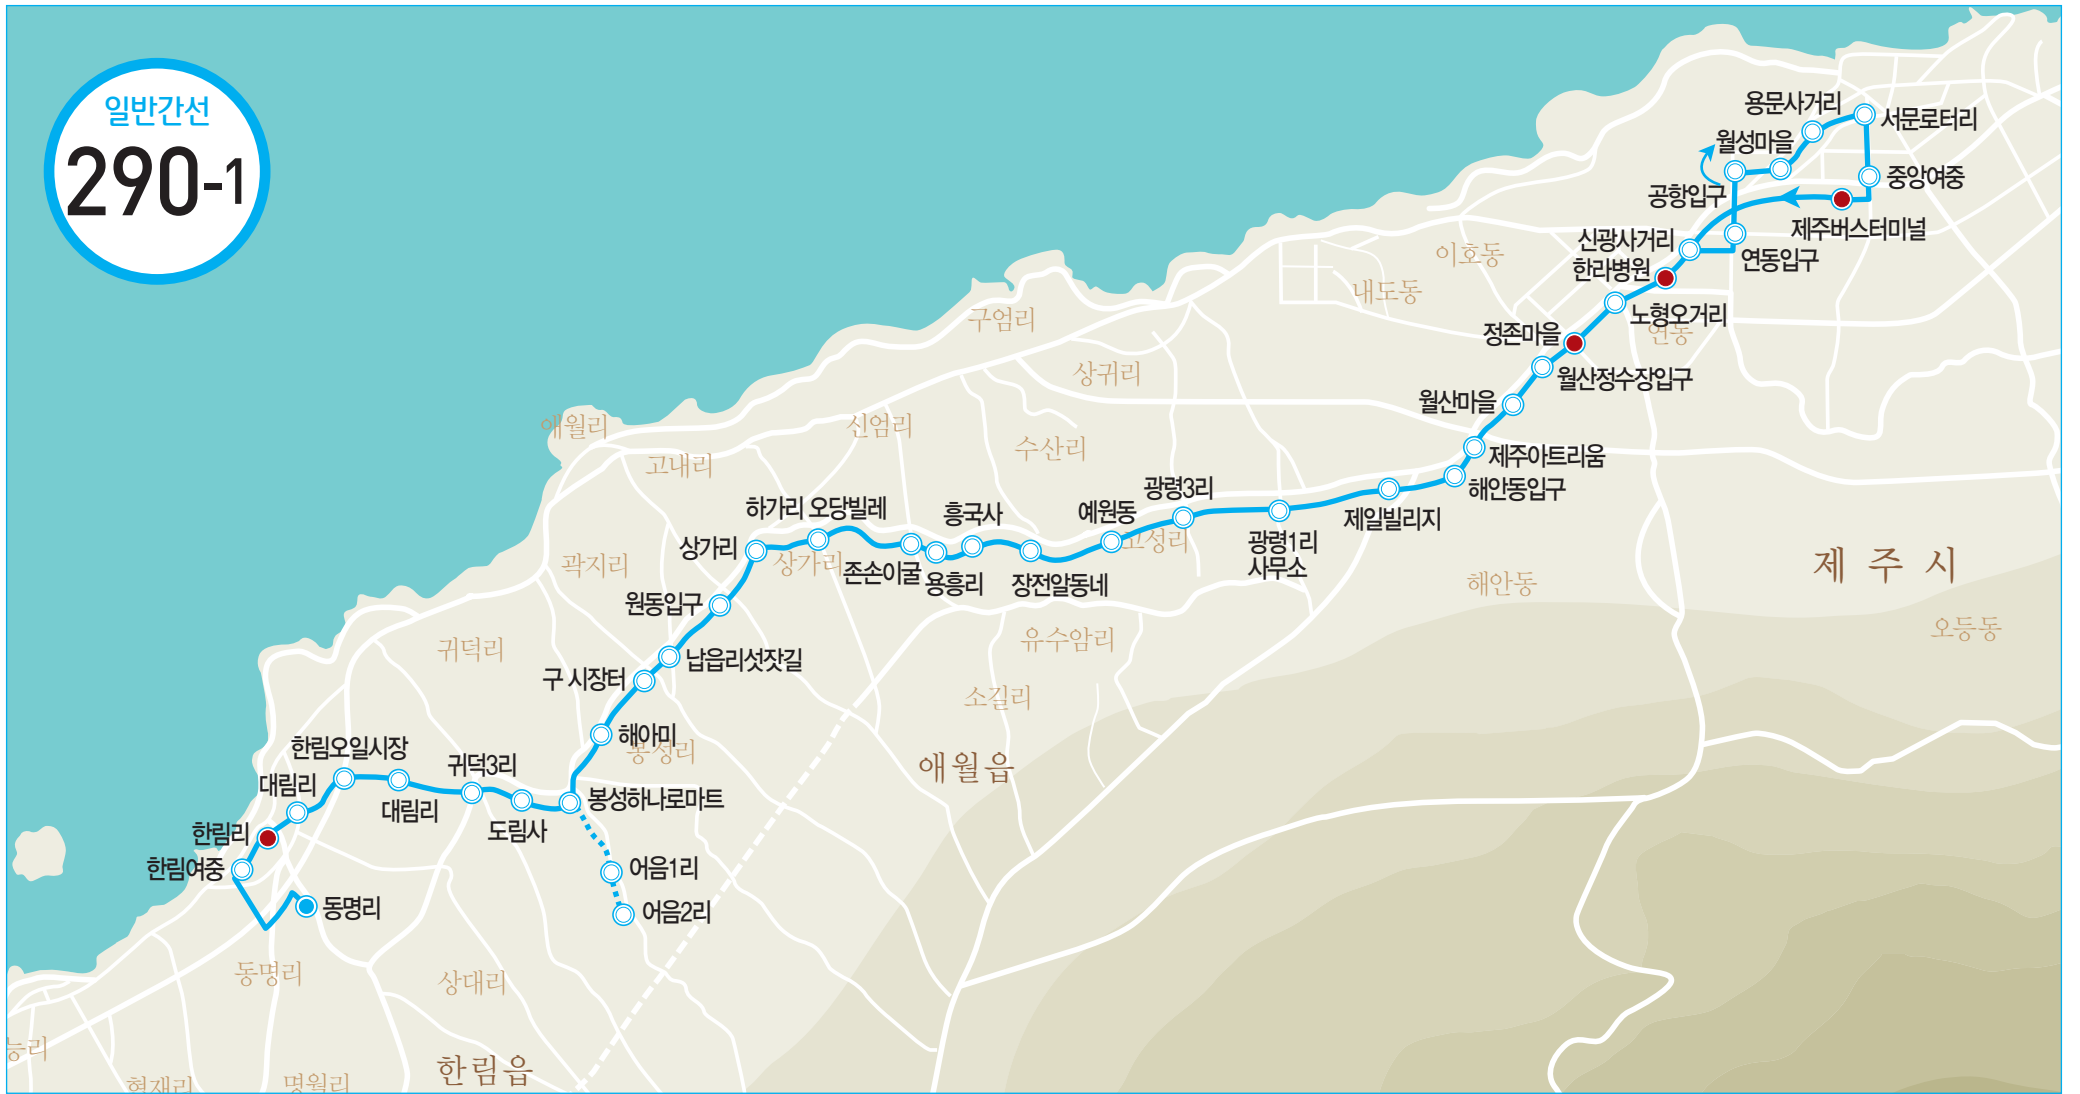 일반간선
290-1
용문사거리
서문로터리
월성마을
중앙여중
공항입구
제주버스터미널
신광사거리
연동입구
한라병원
이호동
내도동
노형오거리
연동
구엄리
정존마을
월산정수장입구
상귀리
월산마을
애월리
신엄리
수산리
고내리
제주아트리움
해안동입구
광령3리
하가리 오당빌레
흥국사
예원동
제일빌리지
상가리
상가리
고성리
광령1리
사무소
곽지리
존손이굴
용흥리
장전알동네
해안동
제 주 시
원동입구
유수암리
오등동
귀덕리
납읍리섯잣길
구 시장터
소길리
해아미
봉성리
한림오일시장
귀덕3리
애월읍
대림리
대림리
봉성하나로마트
한림리
도림사
한림여중
어음1리
동명리
어음2리
동명리
상대리
능리
한림읍
협재리
명월리